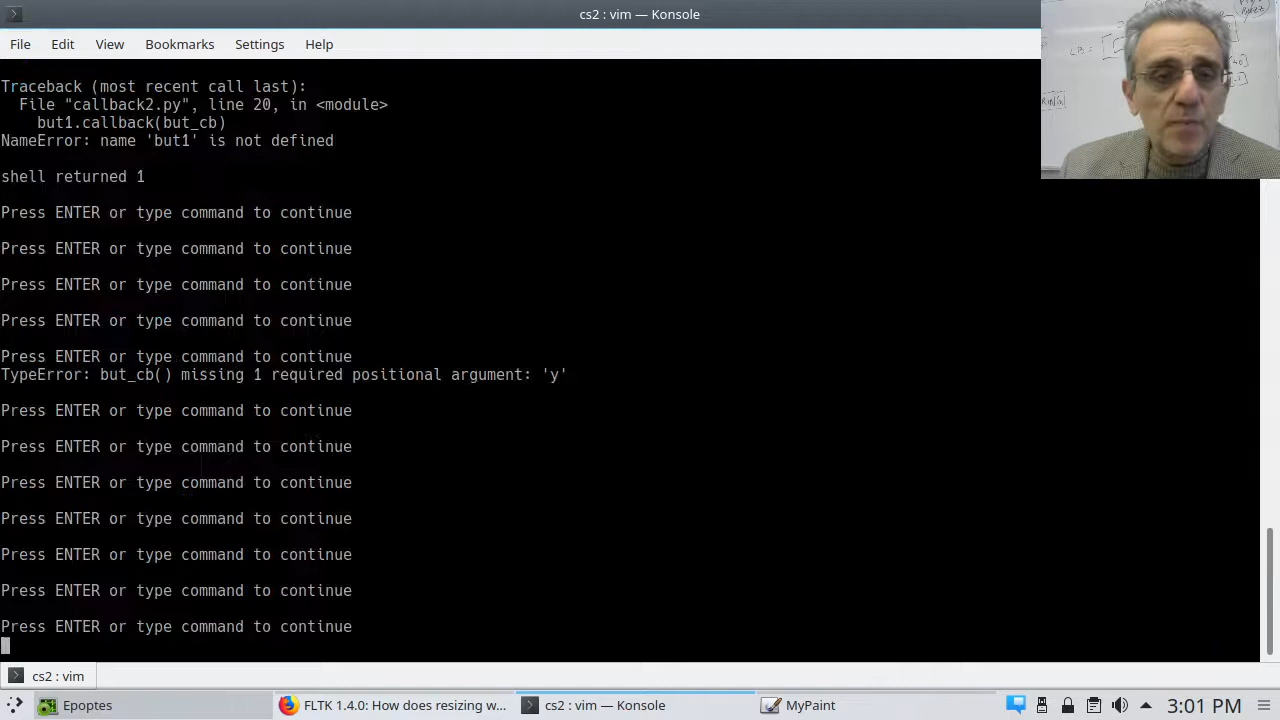 cs2 : vim — Konsole
File Edit View Bookmarks Settings Help
Traceback (most recent call last):
File "callback2.py", line 20, in <module>
but1.callback(but_cb)
NameError: name 'but1' is not defined
shell returned 1
Press ENTER or type command to continue
Press ENTER or type command to continue
Press ENTER or type command to continue
Press ENTER or type command to continue
Press ENTER or type command to continue
TypeError: but_cb() missing 1 required positional argument: 'y'
Press ENTER or type command to continue
Press ENTER or type command to continue
Press ENTER or type command to continue
Press ENTER or type command to continue
Press ENTER or type command to continue
Press ENTER or type command to continue
Press ENTER or type command to continue
cs2 : vim
Epoptes FLTK 1.4.0: How does resizing w... cs2 : vim — Konsole MyPaint 3:01 PM